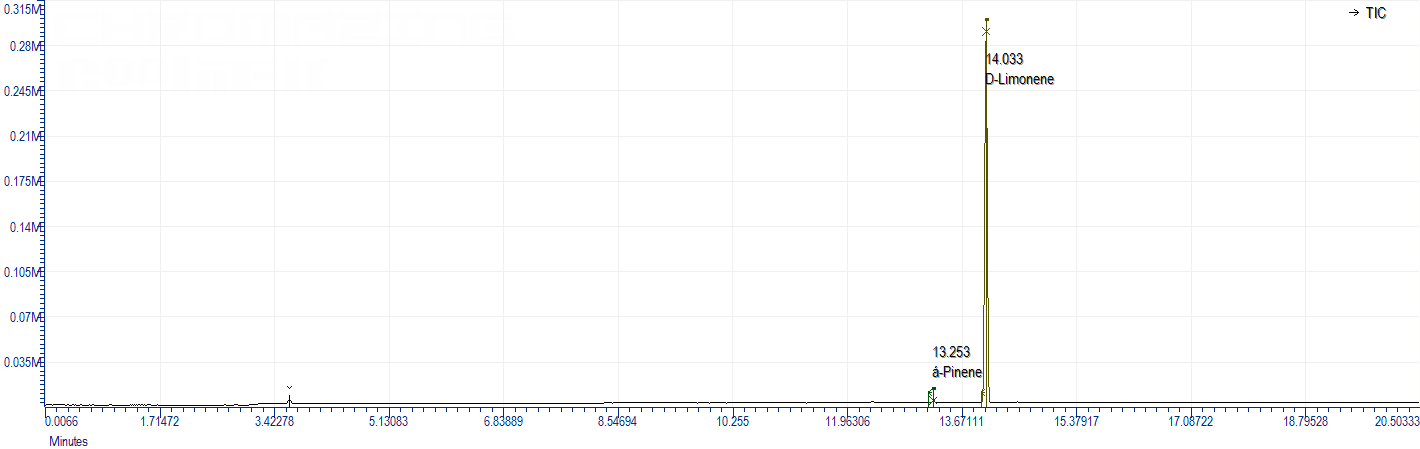 0.315M
TIC
0.28M
14.033
D-Limonene
0.245M
0.21M
0.175M
0.14M
0.105M
0.07M
13.253
0.035M
á-Pinene
0.0066 1.71472 3.42278 5.13083 6.83889 8.54694 10.255 11.96306 13.67111 15.37917 17.08722 18.79528 20.50333
Minutes